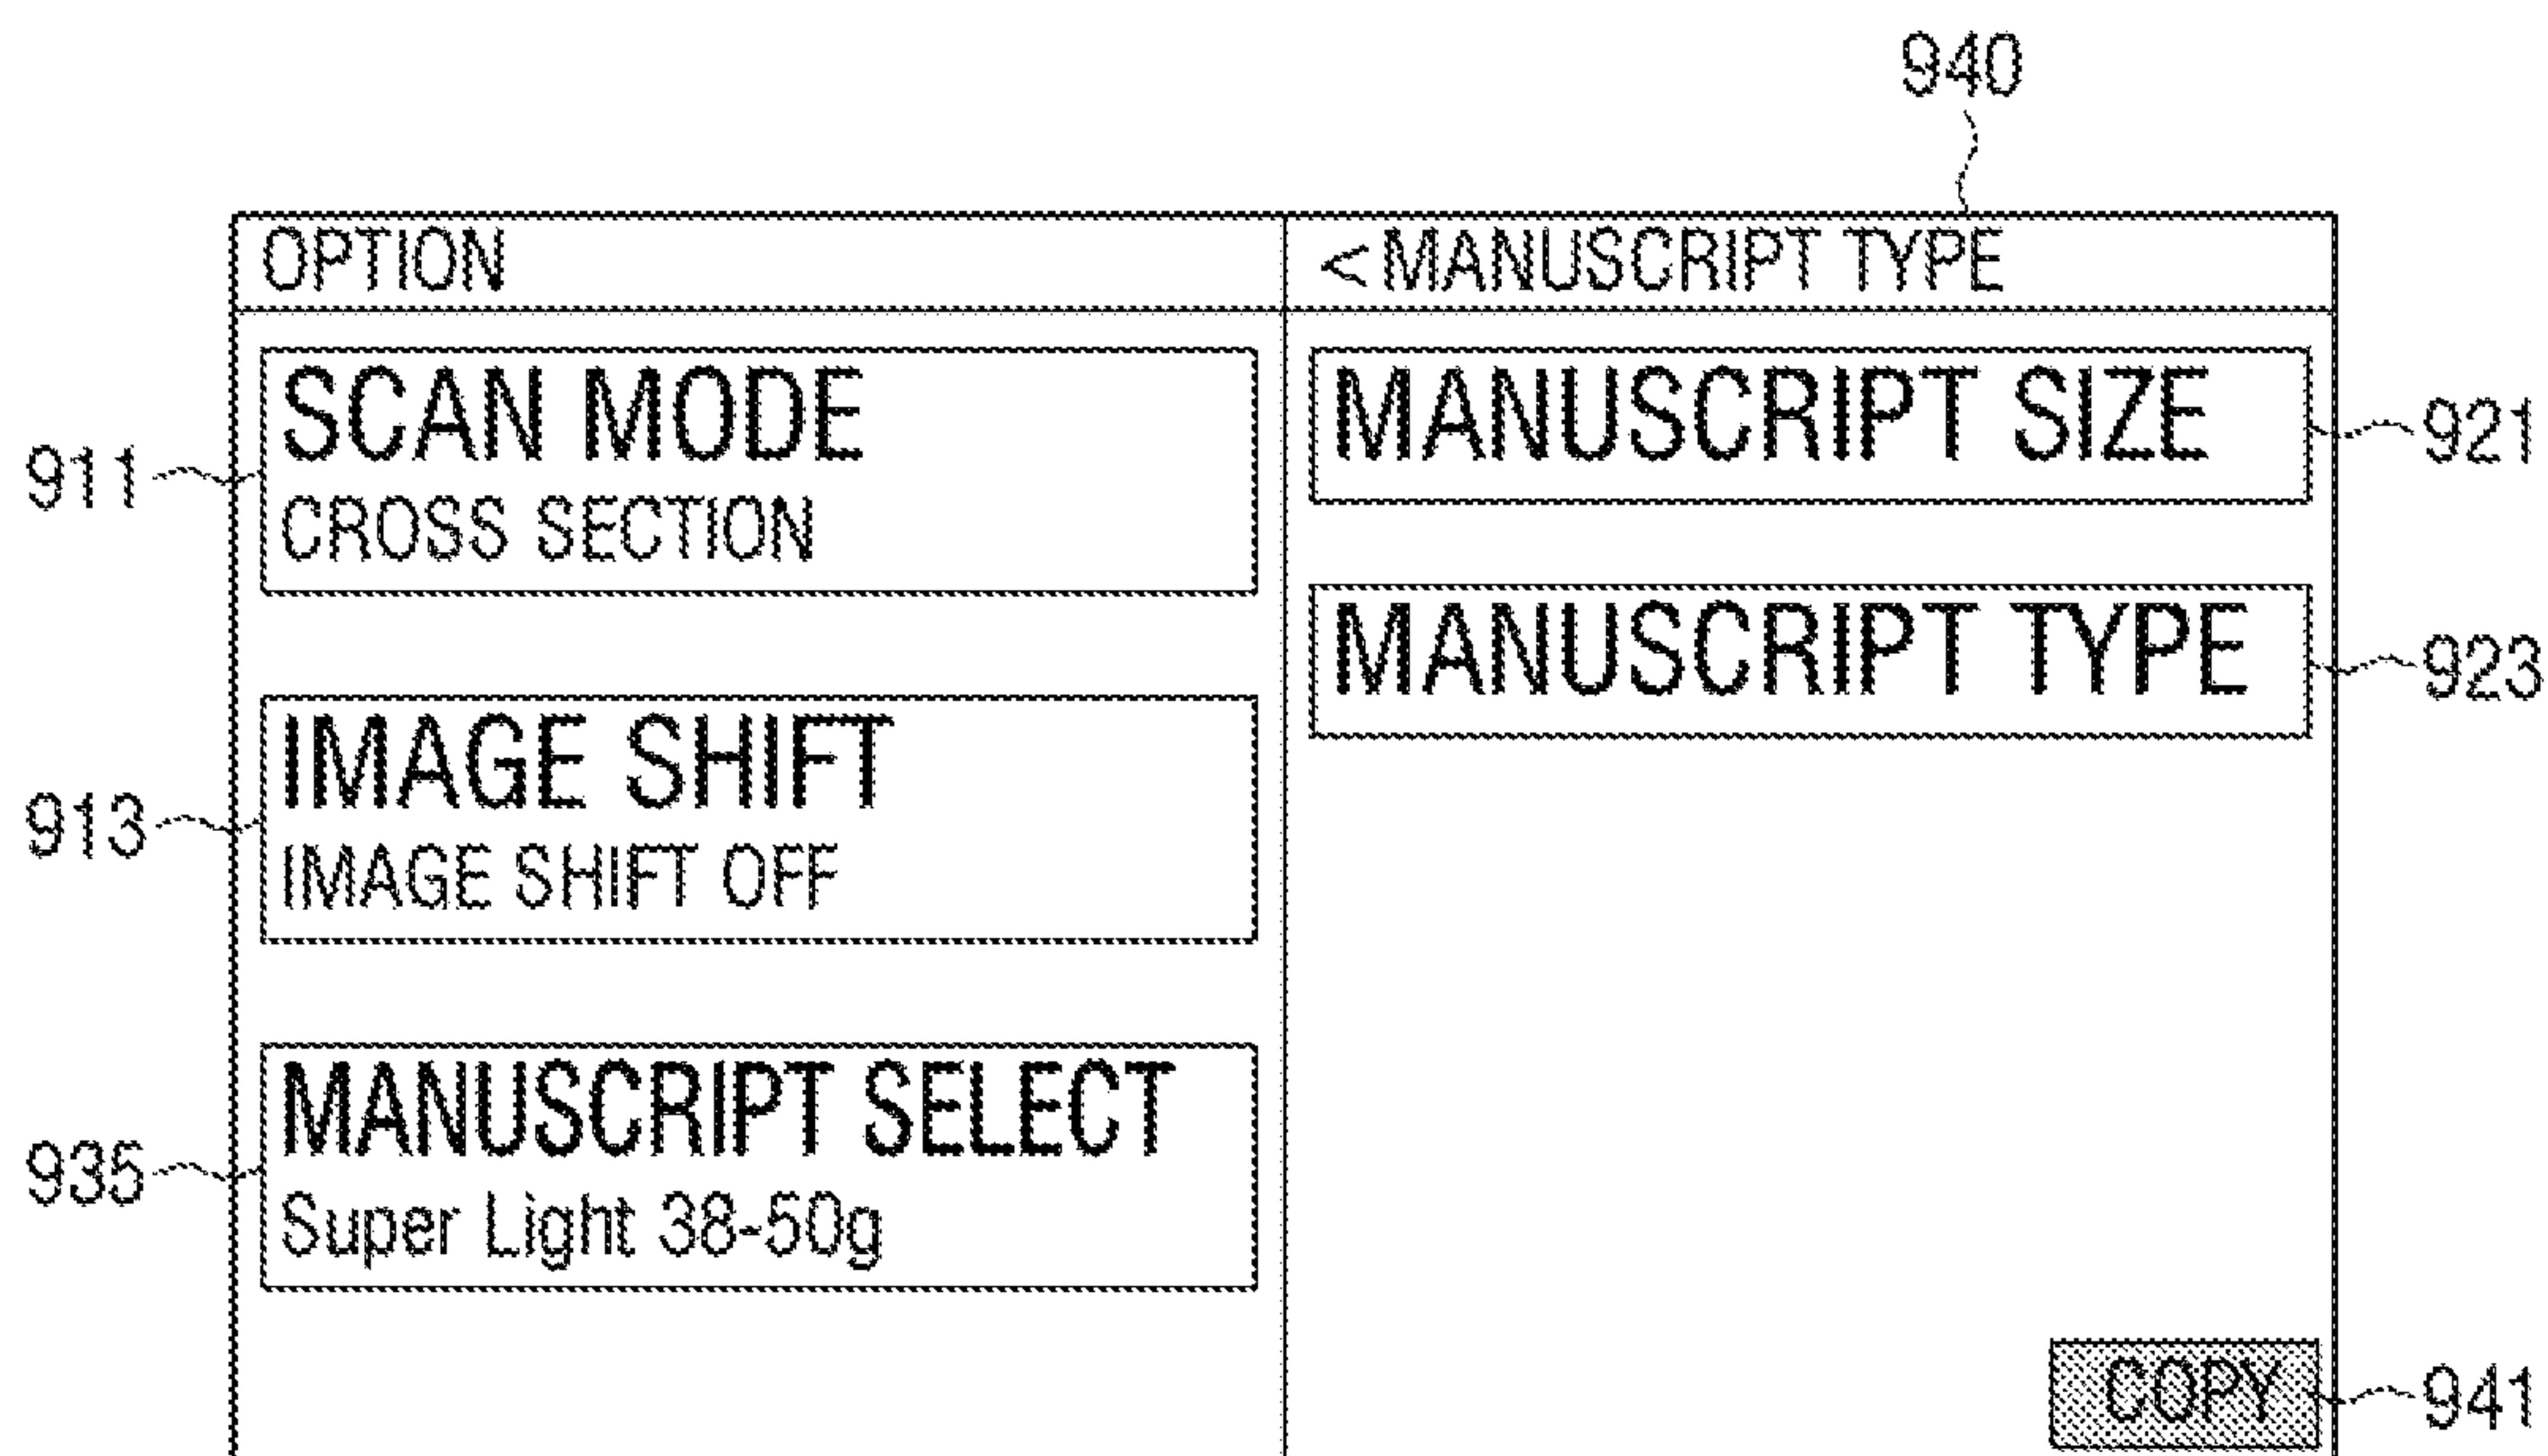 940
OPTION
< MANUSCRIPT TYPE
911
SCAN MODE
CROSS SECTION
MANUSCRIPT SIZE
921
MANUSCRIPT TYPE
923
913
IMAGE SHIFT
IMAGE SHIFT OFF
935
MANUSCRIPT SELECT
Super Light 38-50g
COPY
941